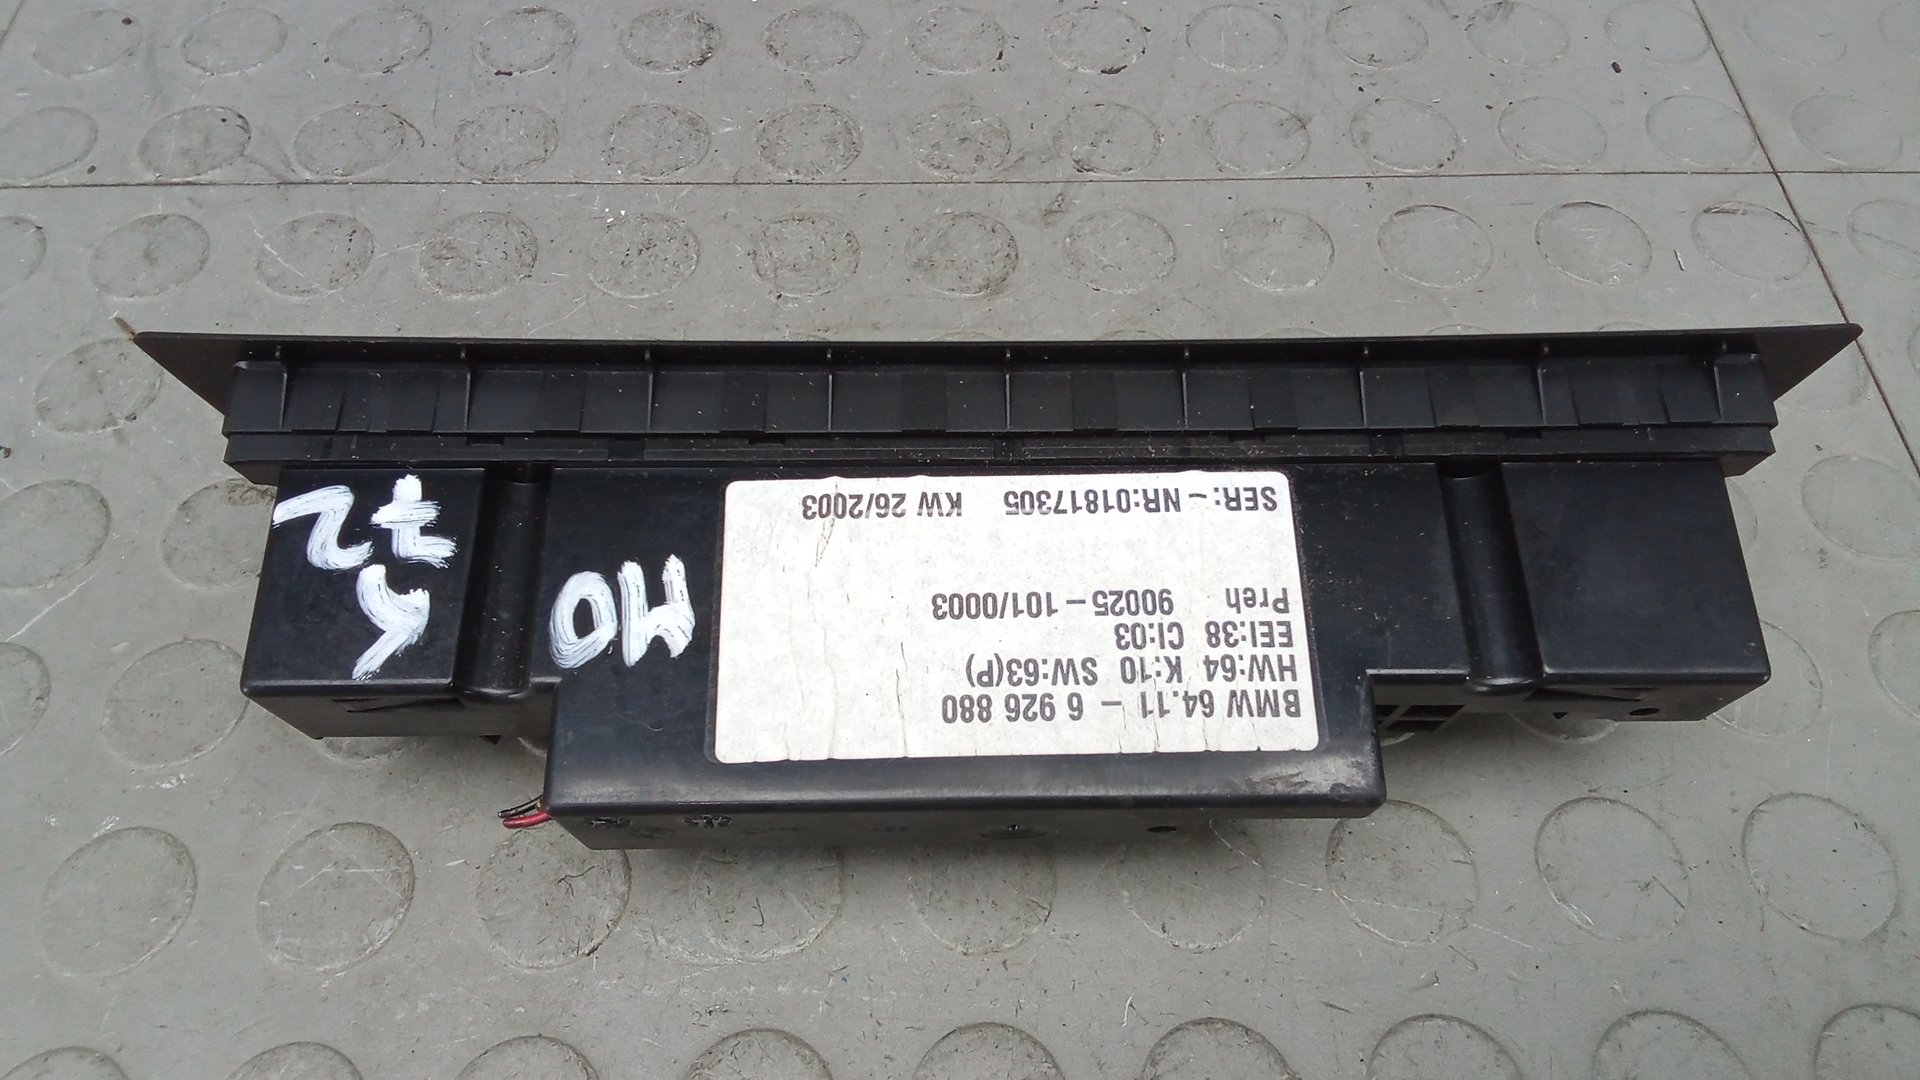 BMW 64.11 - 6 926 880
HW:64 K:10 SW:63(P)
EEI:38 CI:03
Preh 90025-101/0003
SER:-NR:01817305 KW 26/2003